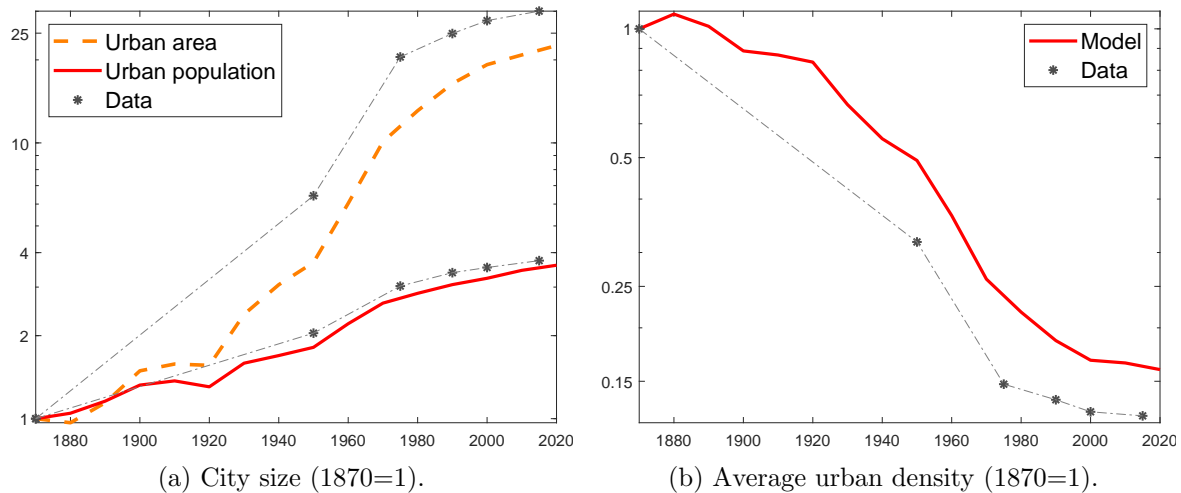 Urban area
Urban population
Data
25
10
4
2
1
1880 1900 1920 1940 1960 1980 2000 2020
(a) City size (1870=1).
Model
Data
1
0.5
0.25
0.15
1880 1900 1920 1940 1960 1980 2000 2020
(b) Average urban density (1870=1).